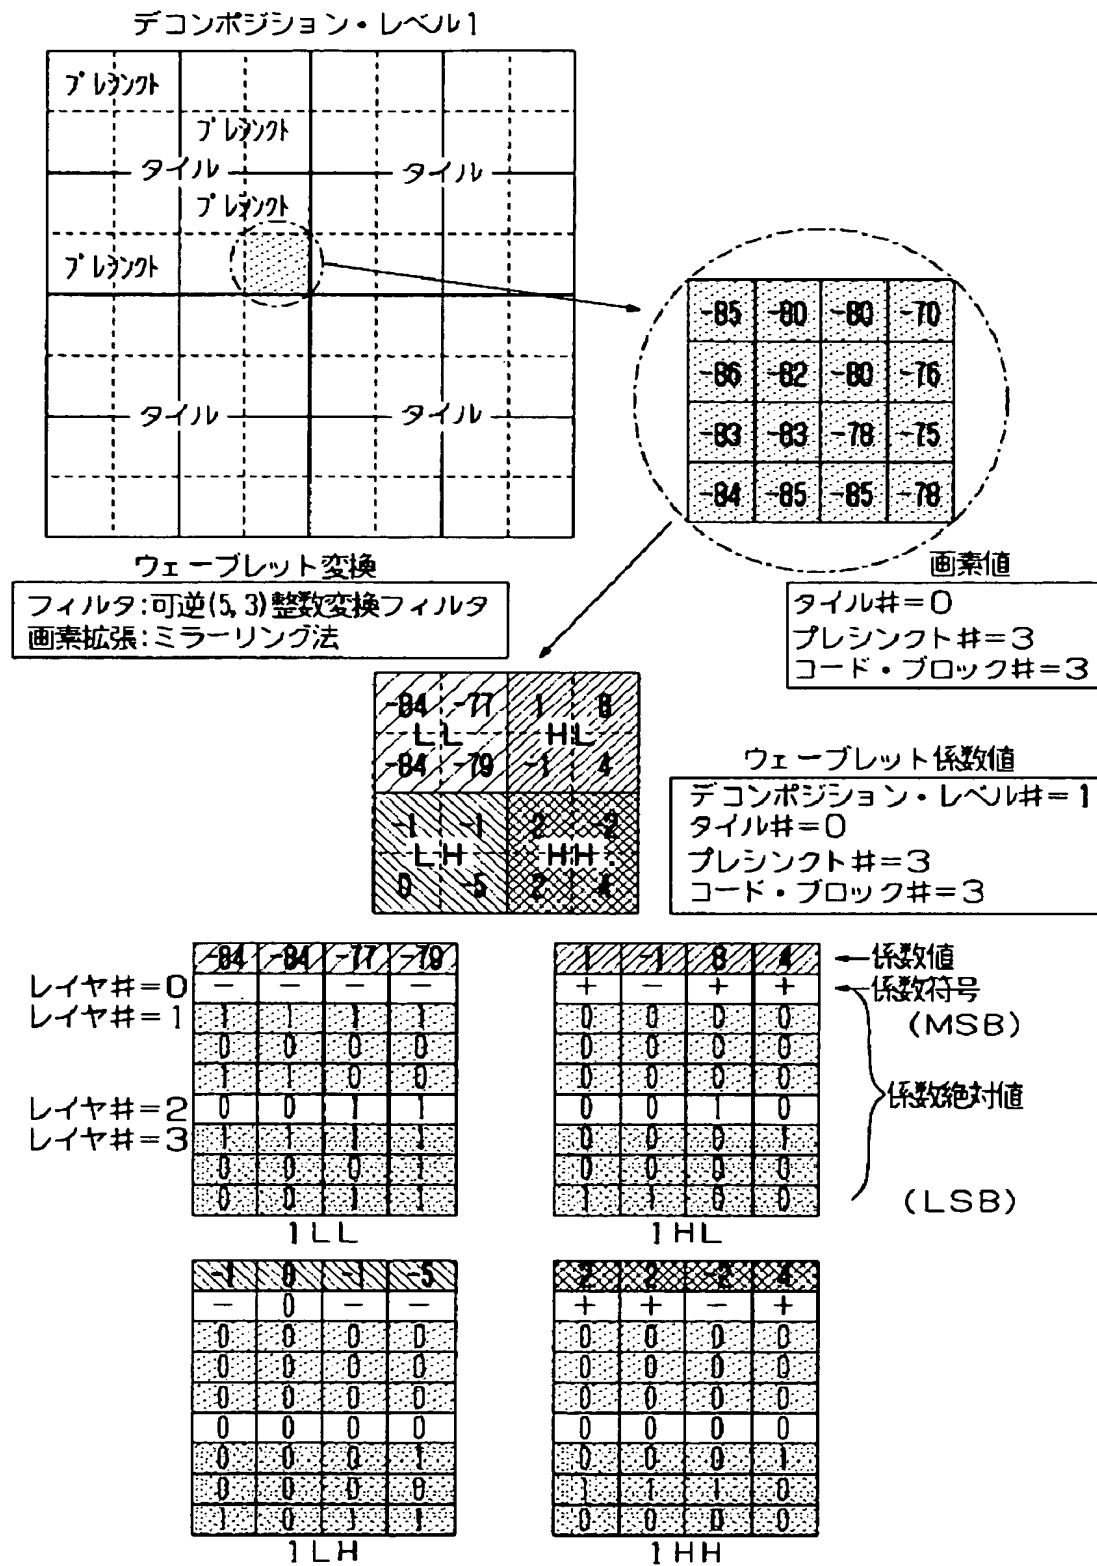 デコンポジション・レベル1
プレシンクト
プレシンクト
タイル タイル
プレシンクト
プレシンクト
タイル タイル
-85 -80 -80 -70
-86 -82 -80 -76
-83 -83 -78 -75
-84 -85 -85 -78
画素値
タイル#=0
プレシンクト#=3
コード・ブロック#=3
ウェーブレット変換
フィルタ:可逆(5,3)整数変換フィルタ
画素拡張:ミラーリング法
-84 -77 1 8
LL HL
-84 -79 -1 4
-1 -1 2 -2
LH HH
0 -5 2 4
ウェーブレット係数値
デコンポジション・レベル#=1
タイル#=0
プレシンクト#=3
コード・ブロック#=3
-84 -84 -77 -79
レイヤ#=0 - - - -
レイヤ#=1 1 1 1 1
0 0 0 0
1 1 0 0
レイヤ#=2 0 0 1 1
レイヤ#=3 1 1 1 1
0 0 0 1
0 0 1 1
1LL
1 -1 8 4 係数値
+ - + + 係数符号
0 0 0 0 (MSB)
0 0 0 0
0 0 0 0
0 0 1 0 係数絶対値
0 0 0 1
0 0 0 0
1 1 0 0 (LSB)
1HL
-1 0 -1 -5
- 0 - -
0 0 0 0
0 0 0 0
0 0 0 0
0 0 0 0
0 0 0 1
0 0 0 0
1 0 1 1
1LH
2 2 -2 4
+ + - +
0 0 0 0
0 0 0 0
0 0 0 0
0 0 0 0
0 0 0 1
1 1 1 0
0 0 0 0
1HH